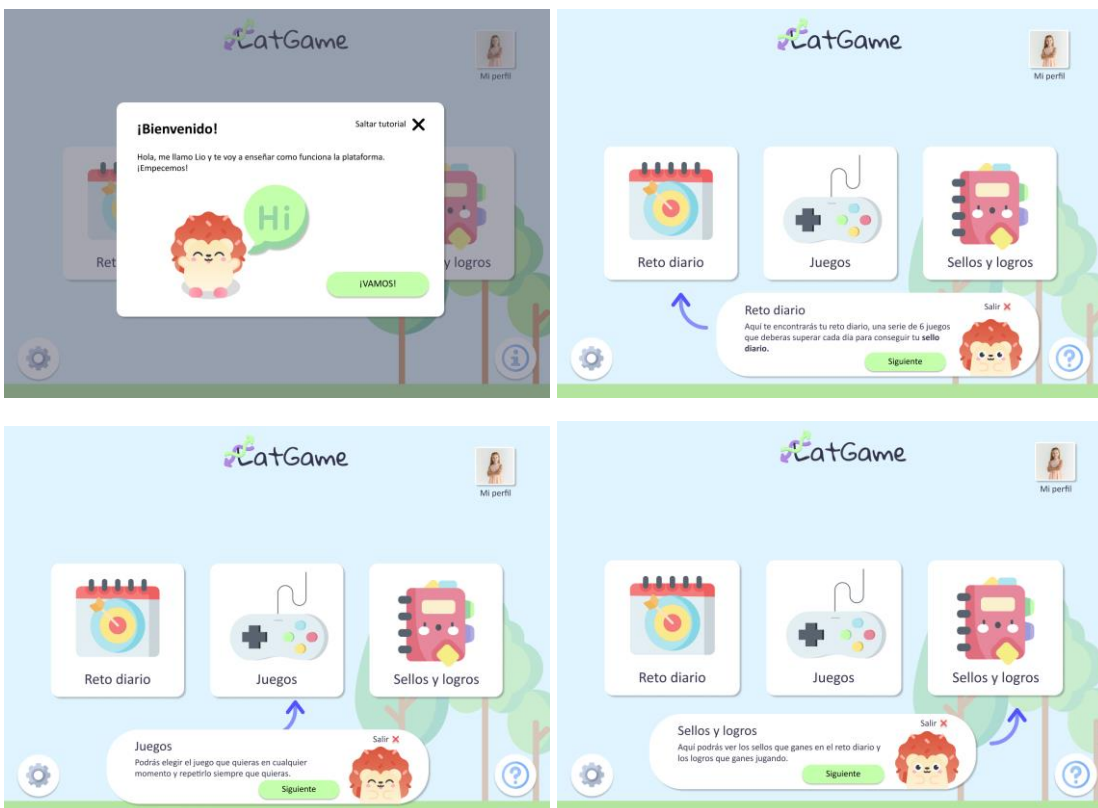 LatGame
Mi perfil
¡Bienvenido!
Saltar tutorial
Hola, me llamo Lio y te voy a enseñar como funciona la plataforma.
¡Empecemos!
Hi
¡VAMOS!
Ret
y logros
LatGame
Mi perfil
Reto diario
Juegos
Sellos y logros
Reto diario
Salir
Aquí te encontrarás tu reto diario, una serie de 6 juegos
que deberas superar cada día para conseguir tu sello
diario.
Siguiente
LatGame
Mi perfil
Reto diario
Juegos
Sellos y logros
Juegos
Salir
Podrás elegir el juego que quieras en cualquier
momento y repetirlo siempre que quieras.
Siguiente
LatGame
Mi perfil
Reto diario
Juegos
Sellos y logros
Sellos y logros
Salir
Aquí podrás ver los sellos que ganes en el reto diario y
los logros que ganes jugando.
Siguiente